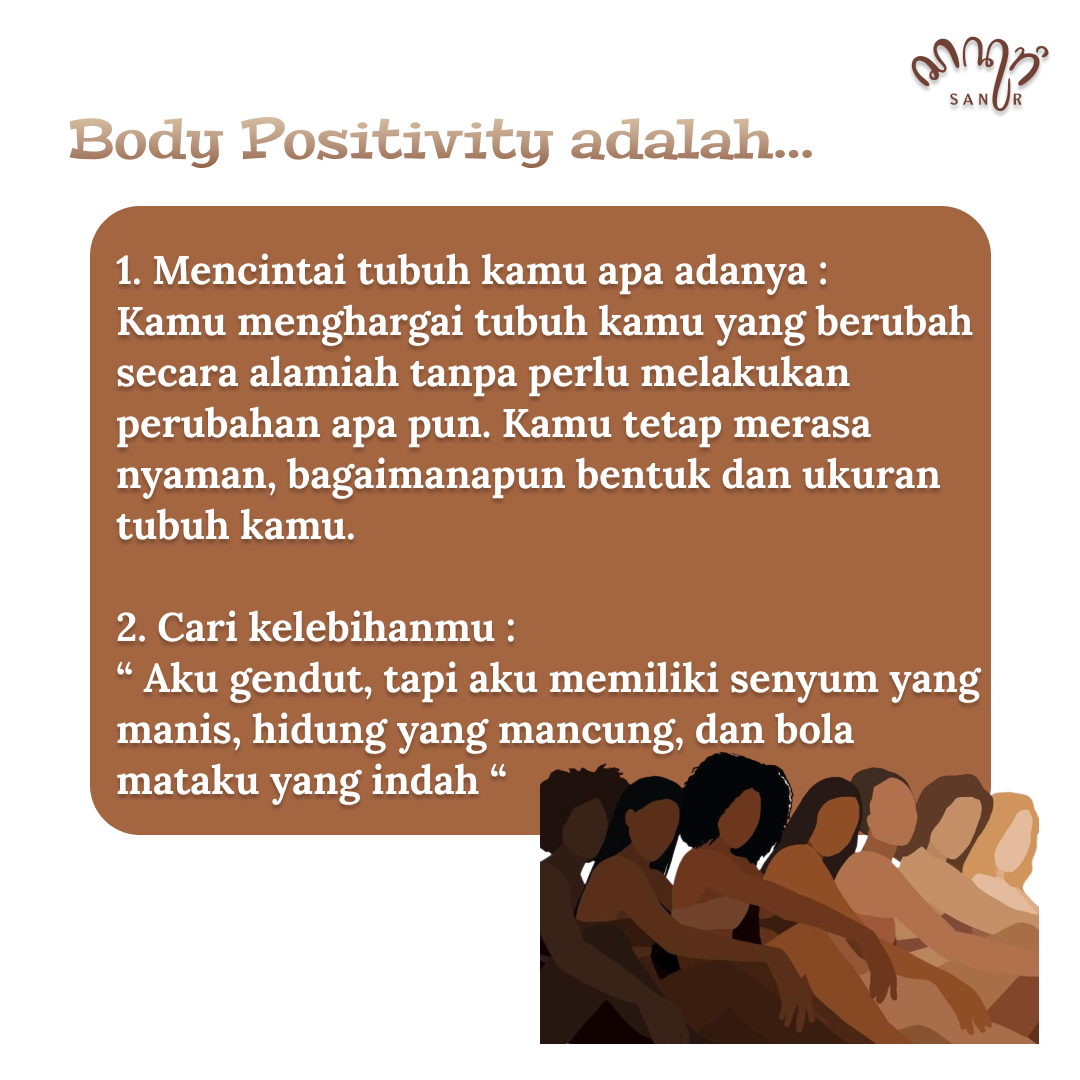 SANUR
Body Positivity adalah...
1. Mencintai tubuh kamu apa adanya :
Kamu menghargai tubuh kamu yang berubah
secara alamiah tanpa perlu melakukan
perubahan apa pun. Kamu tetap merasa
nyaman, bagaimanapun bentuk dan ukuran
tubuh kamu.
2. Cari kelebihanmu :
“ Aku gendut, tapi aku memiliki senyum yang
manis, hidung yang mancung, dan bola
mataku yang indah “